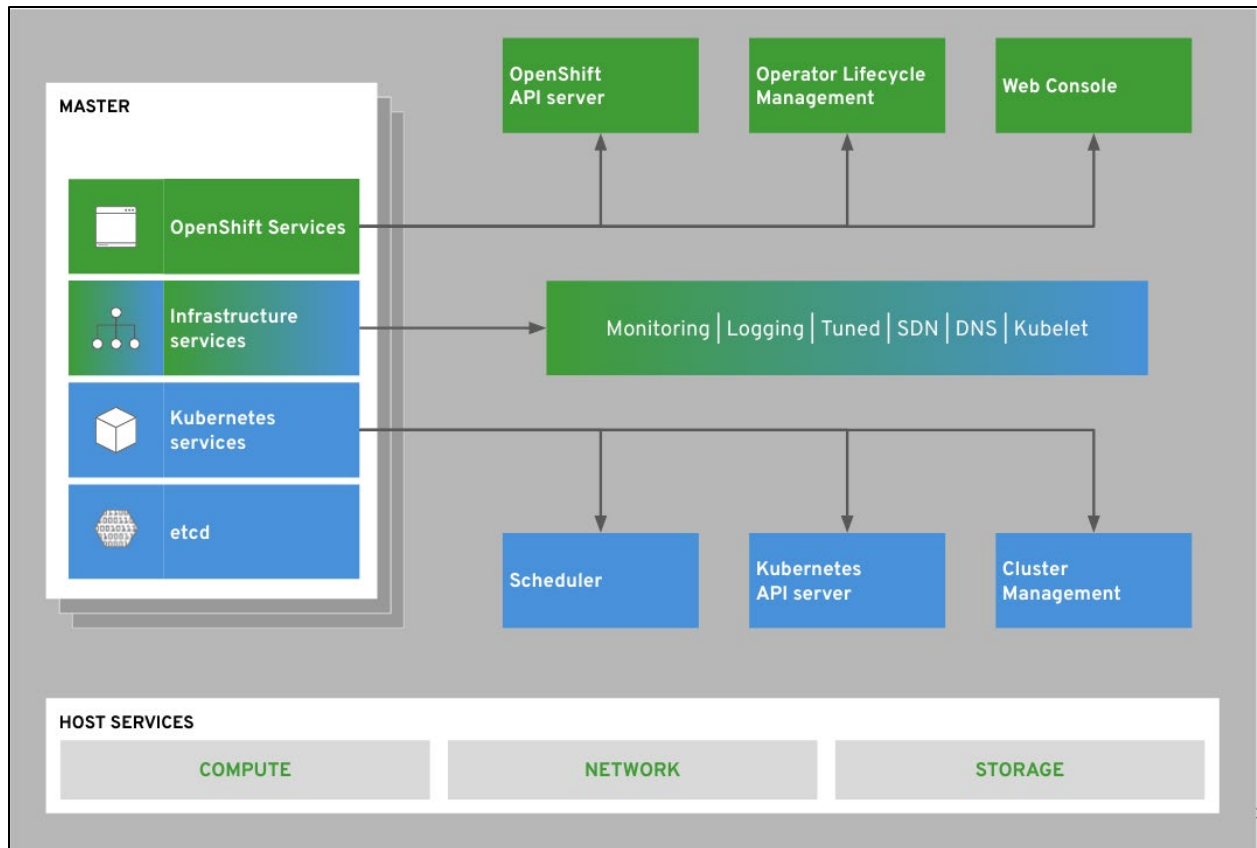 MASTER
OpenShift Services
Infrastructure
services
Kubernetes
services
etcd
OpenShift
API server
Operator Lifecycle
Management
Web Console
Monitoring | Logging | Tuned | SDN | DNS | Kubelet
Scheduler
Kubernetes
API server
Cluster
Management
HOST SERVICES
COMPUTE
NETWORK
STORAGE